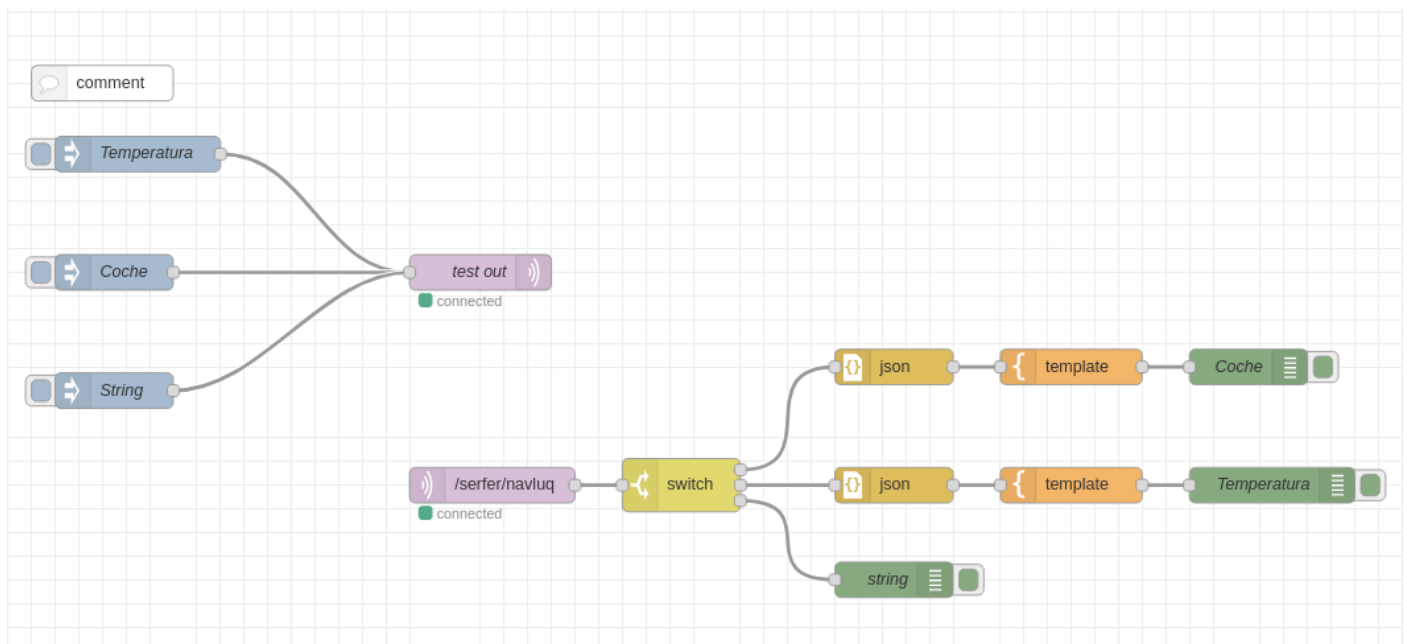 comment
Temperatura
Coche
test out
connected
String
json
template
Coche
/serfer/navluq
connected
switch
json
template
Temperatura
string